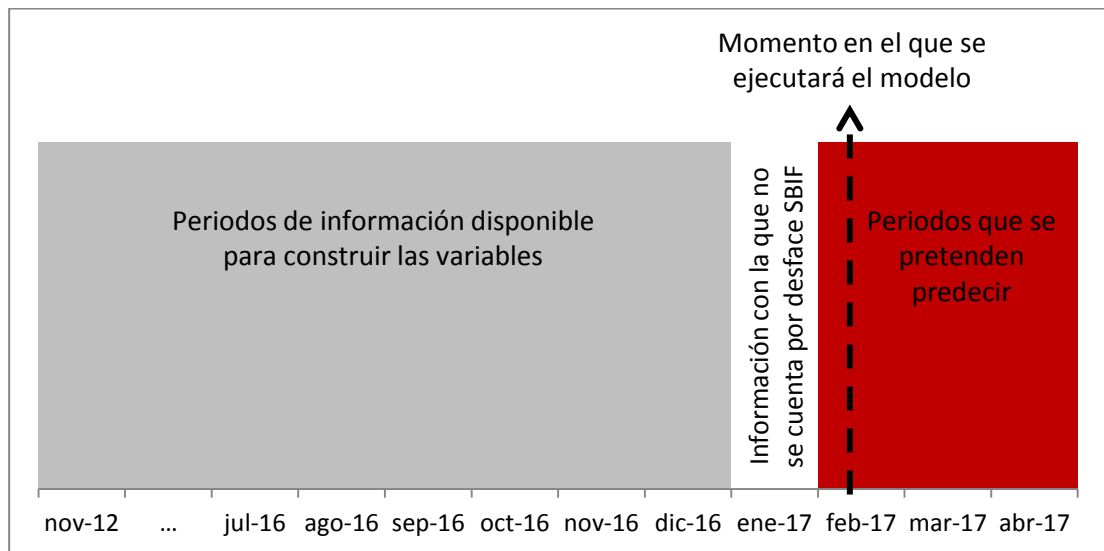 Momento en el que se
ejecutará el modelo
Periodos de información disponible
para construir las variables
Información con la que no
se cuenta por desface SBIF
Periodos que se
pretenden
predecir
nov-12 ... jul-16 ago-16 sep-16 oct-16 nov-16 dic-16 ene-17 feb-17 mar-17 abr-17